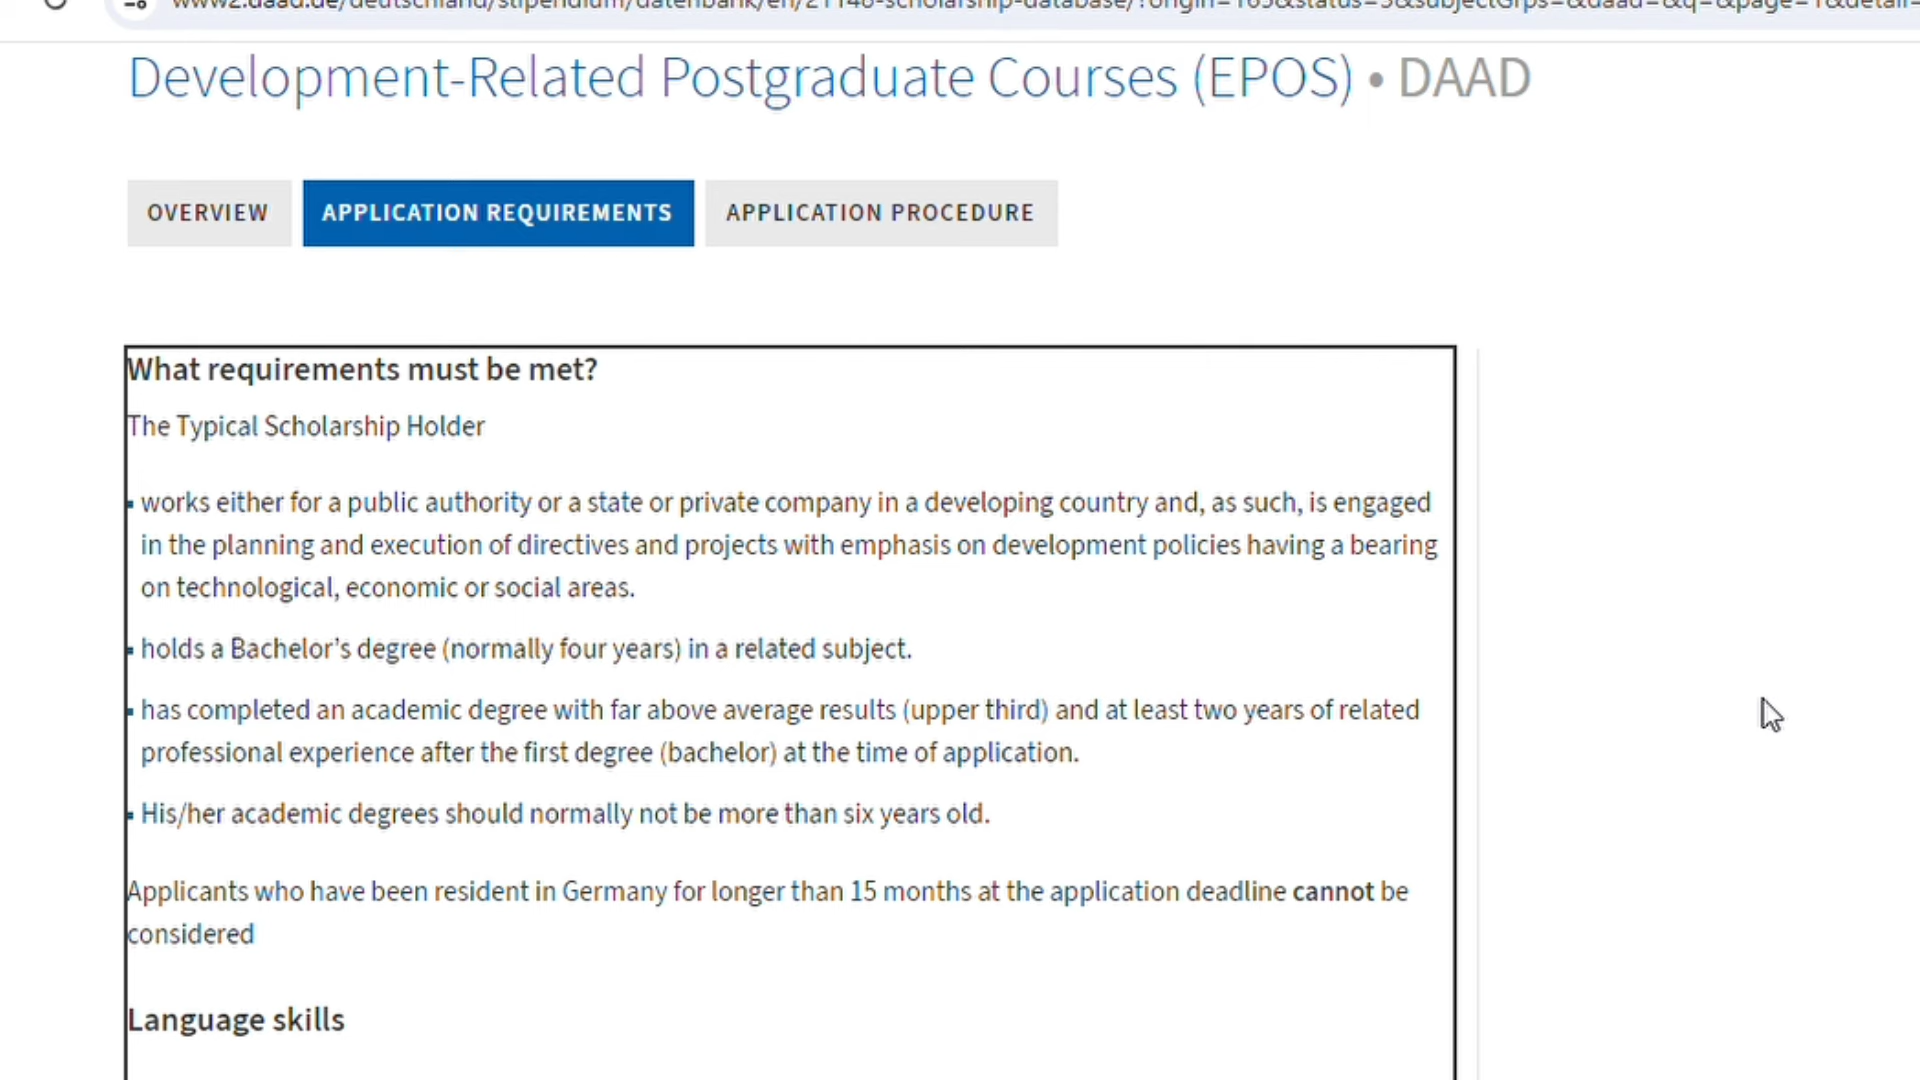 Development-Related Postgraduate Courses (EPOS) • DAAD
OVERVIEW
APPLICATION REQUIREMENTS
APPLICATION PROCEDURE
What requirements must be met?
The Typical Scholarship Holder
▪ works either for a public authority or a state or private company in a developing country and, as such, is engaged
in the planning and execution of directives and projects with emphasis on development policies having a bearing
on technological, economic or social areas.
▪ holds a Bachelor's degree (normally four years) in a related subject.
▪ has completed an academic degree with far above average results (upper third) and at least two years of related
professional experience after the first degree (bachelor) at the time of application.
▪ His/her academic degrees should normally not be more than six years old.
Applicants who have been resident in Germany for longer than 15 months at the application deadline cannot be
considered
Language skills